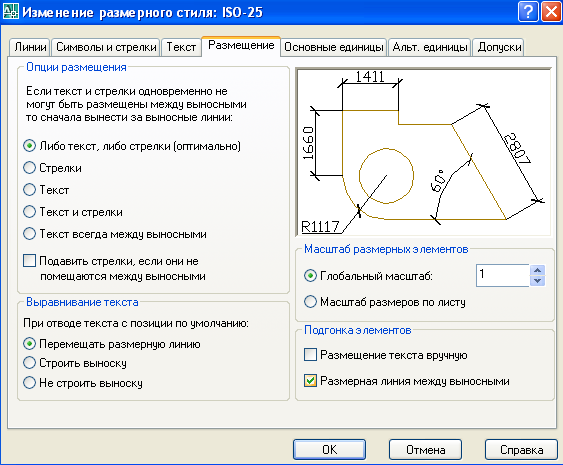 Изменение размерного стиля: ISO-25
Линии
Символы и стрелки
Текст
Размещение
Основные единицы
Альт. единицы
Допуски
Опции размещения
Если текст и стрелки одновременно не
могут быть размещены между выносными
то сначала вынести за выносные линии:
Либо текст, либо стрелки (оптимально)
Стрелки
Текст
Текст и стрелки
Текст всегда между выносными
Подавить стрелки, если они не
помещаются между выносными
Выравнивание текста
При отводе текста с позиции по умолчанию:
Перемещать размерную линию
Строить выноску
Не строить выноску
1411
1660
2807
60°
R1117
Масштаб размерных элементов
Глобальный масштаб:
1
Масштаб размеров по листу
Подгонка элементов
Размещение текста вручную
Размерная линия между выносными
OK
Отмена
Справка